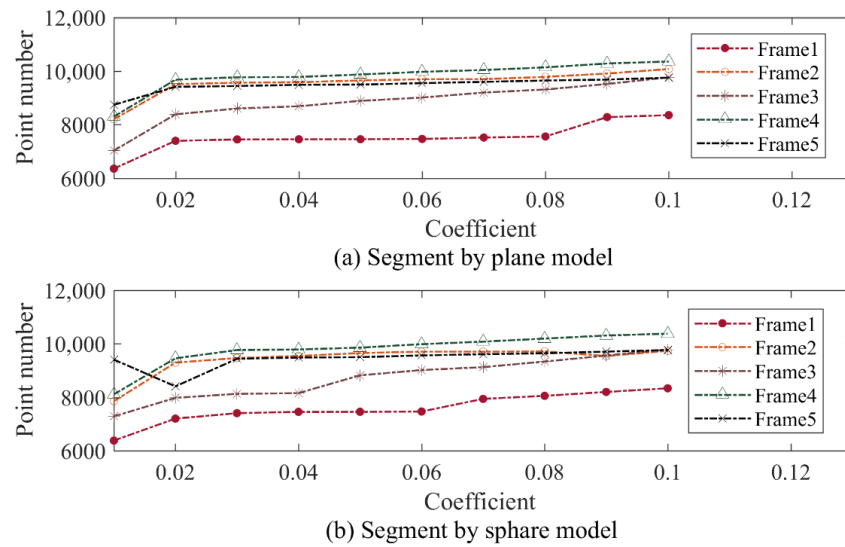 12,000
10,000
8000
6000
Point number
0.02 0.04 0.06 0.08 0.1 0.12
Coefficient
Frame1
Frame2
Frame3
Frame4
Frame5
(a) Segment by plane model
12,000
10,000
8000
6000
Point number
0.02 0.04 0.06 0.08 0.1 0.12
Coefficient
Frame1
Frame2
Frame3
Frame4
Frame5
(b) Segment by sphare model